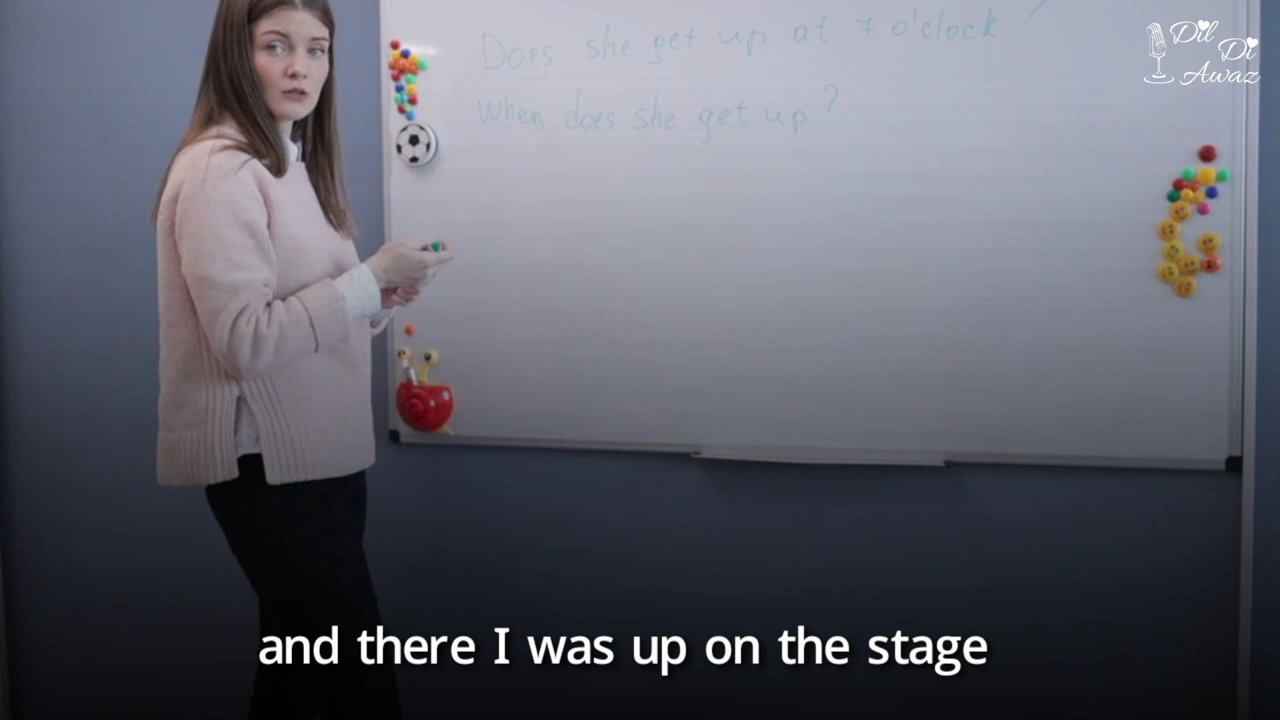 Does she get up at 7 o'clock ?
When does she get up ?
Dil
Di
Awaz
and there I was up on the stage